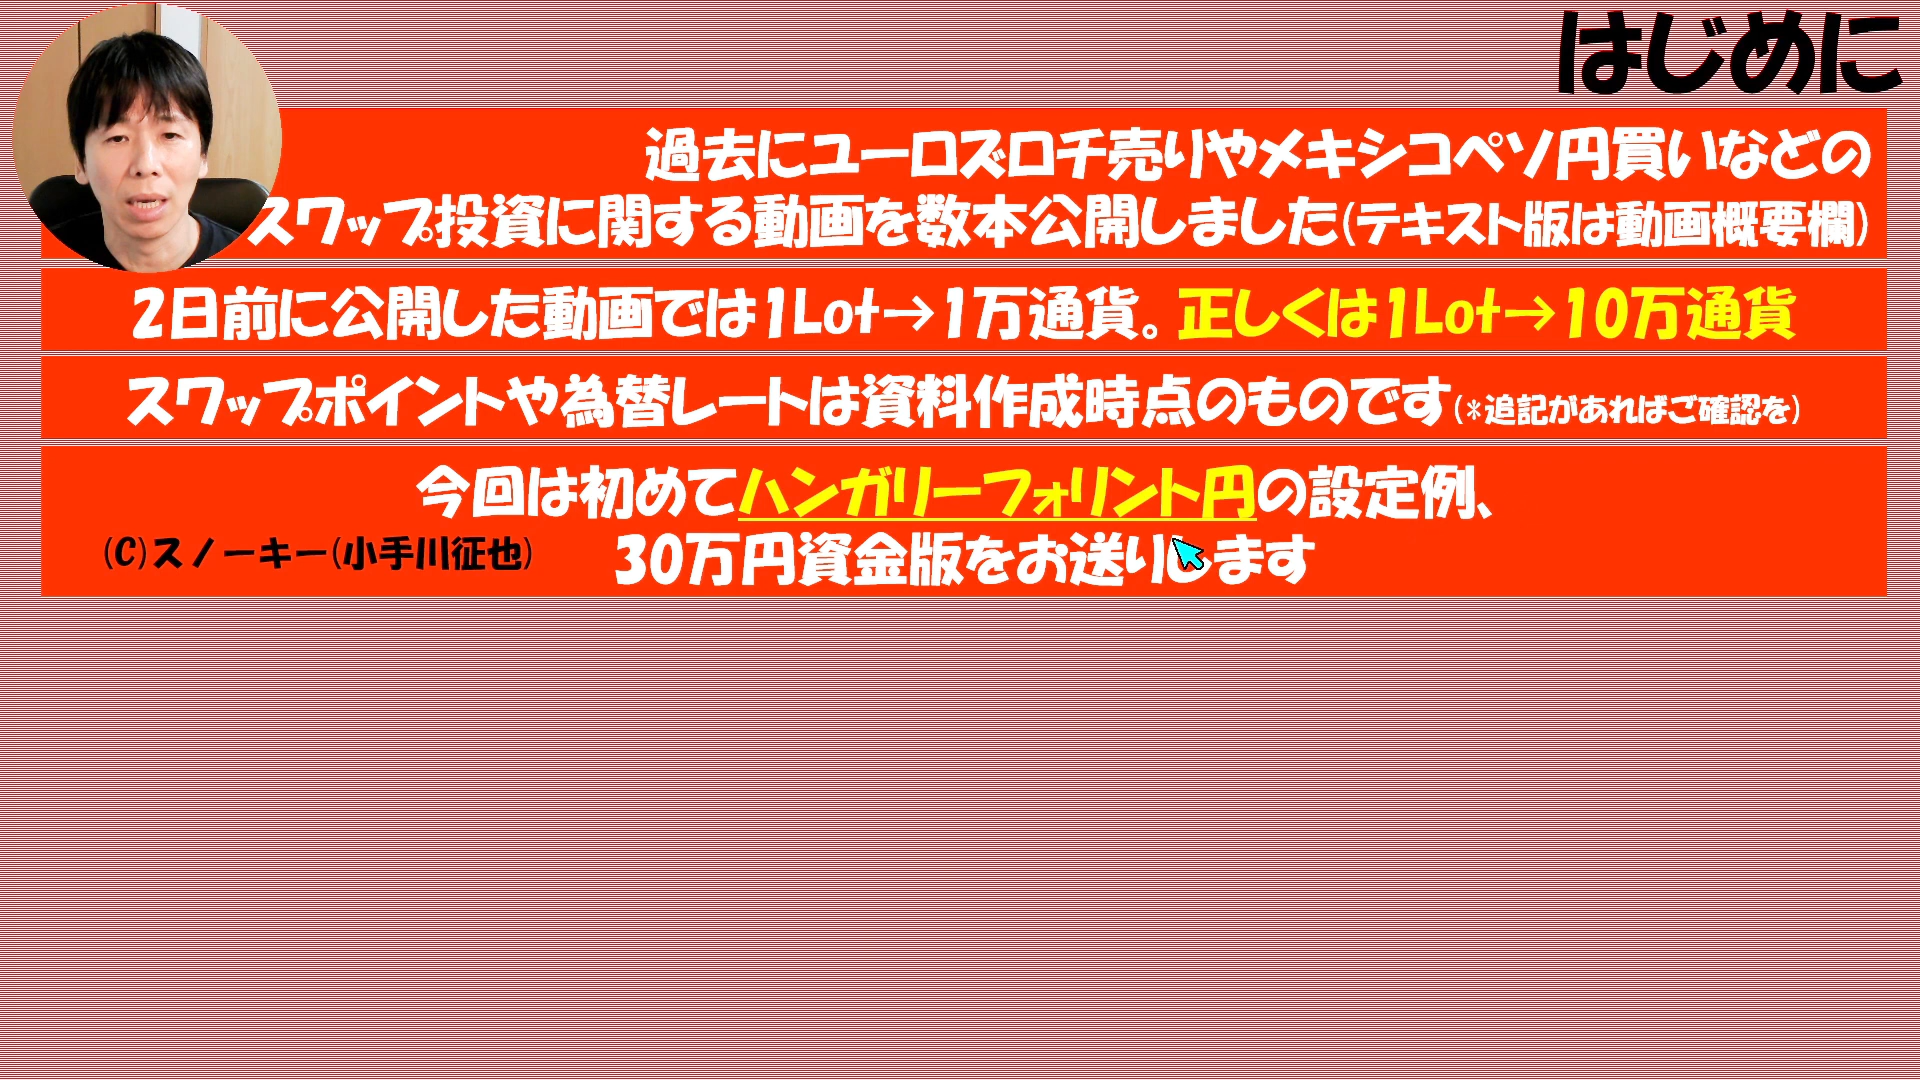 はじめに
過去にユーロズロチ売りやメキシコペソ円買いなどの
スワップ投資に関する動画を数本公開しました(テキスト版は動画概要欄)
2日前に公開した動画では1Lot→1万通貨。正しくは1Lot→10万通貨
スワップポイントや為替レートは資料作成時点のものです(*追記があればご確認を)
今回は初めてハンガリーフォリント円の設定例、
30万円資金版をお送りします
(C)スノーキー(小手川征也)